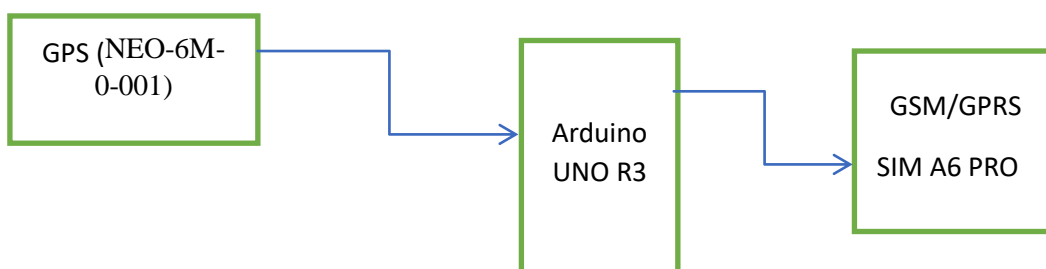 GPS (NEO-6M-
0-001)
Arduino
UNO R3
GSM/GPRS
SIM A6 PRO